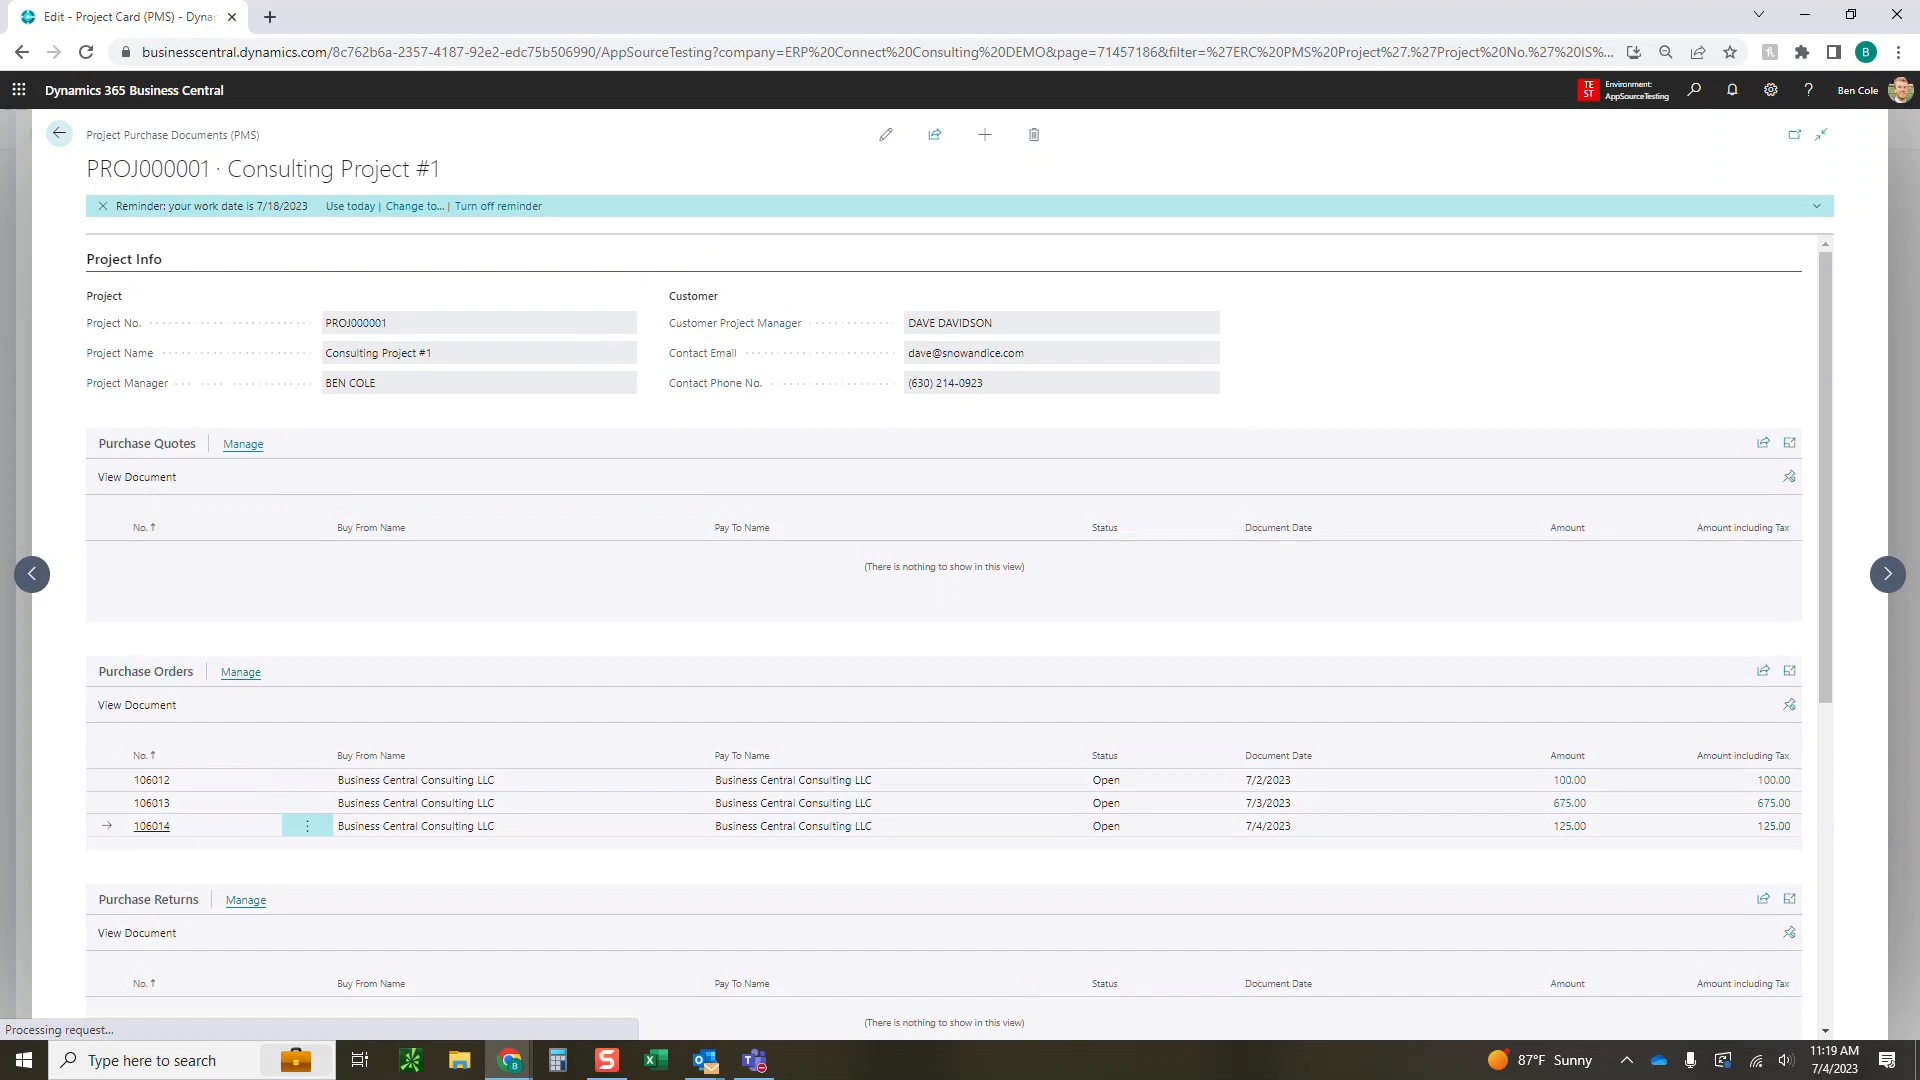 Edit - Project Card (PMS) - Dyna
businesscentral.dynamics.com/8c762b6a-2357-4187-92e2-edc75b506990/AppSourceTesting?company=ERP%20Connect%20Consulting%20DEMO&page=71457186&filter=%27ERC%20PMS%20Project%27.%27Project%20No.%27%20IS%...
B
Dynamics 365 Business Central
TE ST
Environment: AppSourceTesting
Ben Cole
Project Purchase Documents (PMS)
PROJ000001 · Consulting Project #1
Reminder: your work date is 7/18/2023 Use today | Change to... | Turn off reminder
Project Info
Project Customer
Project No. PROJ000001 Customer Project Manager DAVE DAVIDSON
Project Name Consulting Project #1 Contact Email dave@snowandice.com
Project Manager BEN COLE Contact Phone No. (630) 214-0923
Purchase Quotes Manage
View Document
No. ↑ Buy From Name Pay To Name Status Document Date Amount Amount including Tax
(There is nothing to show in this view)
Purchase Orders Manage
View Document
No. ↑ Buy From Name Pay To Name Status Document Date Amount Amount including Tax
106012 Business Central Consulting LLC Business Central Consulting LLC Open 7/2/2023 100.00 100.00
106013 Business Central Consulting LLC Business Central Consulting LLC Open 7/3/2023 675.00 675.00
106014 Business Central Consulting LLC Business Central Consulting LLC Open 7/4/2023 125.00 125.00
Purchase Returns Manage
View Document
No. ↑ Buy From Name Pay To Name Status Document Date Amount Amount including Tax
(There is nothing to show in this view)
Processing request...
Type here to search
87°F Sunny
11:19 AM
7/4/2023